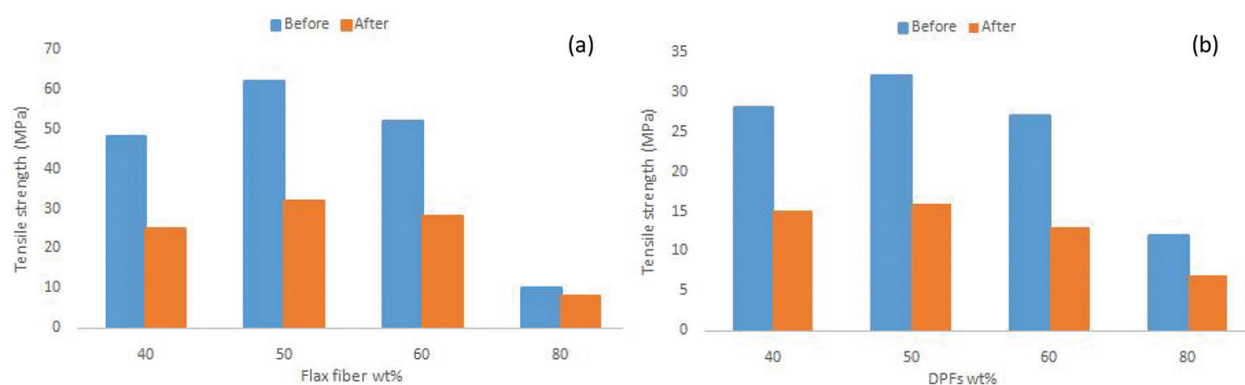 Before After
(a)
Tensile strength (MPa)
70
60
50
40
30
20
10
0
40 50 60 80
Flax fiber wt%
Before After
(b)
Tensile strength (MPa)
35
30
25
20
15
10
5
0
40 50 60 80
DPFs wt%